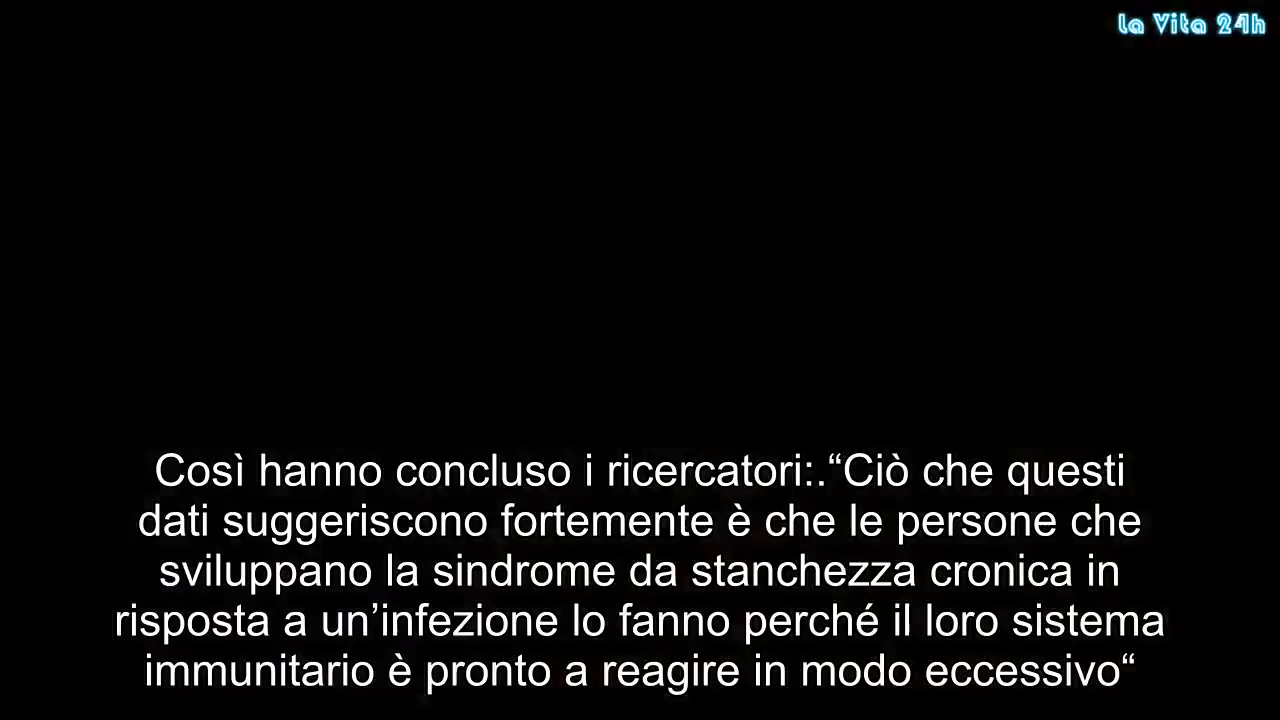 la Vita 24h
Così hanno concluso i ricercatori:.“Ciò che questi
dati suggeriscono fortemente è che le persone che
sviluppano la sindrome da stanchezza cronica in
risposta a un’infezione lo fanno perché il loro sistema
immunitario è pronto a reagire in modo eccessivo“